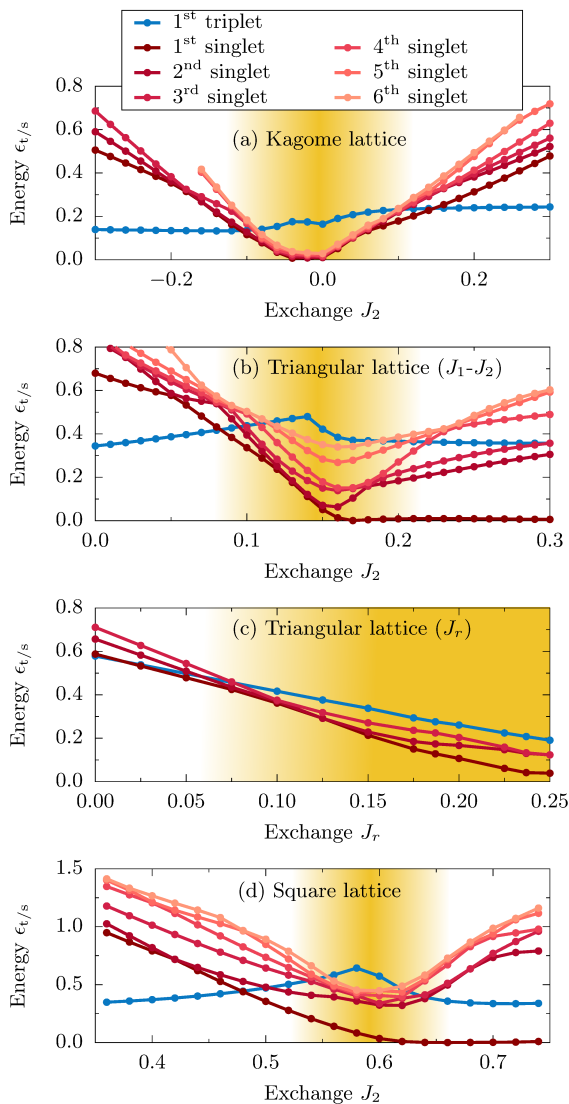 1st triplet
1st singlet
2nd singlet
3rd singlet
4th singlet
5th singlet
6th singlet
0.8
0.6
0.4
0.2
0.0
Energy ϵt/s
(a) Kagome lattice
−0.2 0.0 0.2
Exchange J2
0.8
0.6
0.4
0.2
0.0
Energy ϵt/s
(b) Triangular lattice (J1-J2)
0.0 0.1 0.2 0.3
Exchange J2
0.8
0.6
0.4
0.2
0.0
Energy ϵt/s
(c) Triangular lattice (Jr)
0.00 0.05 0.10 0.15 0.20 0.25
Exchange Jr
1.5
1.0
0.5
0.0
Energy ϵt/s
(d) Square lattice
0.4 0.5 0.6 0.7
Exchange J2